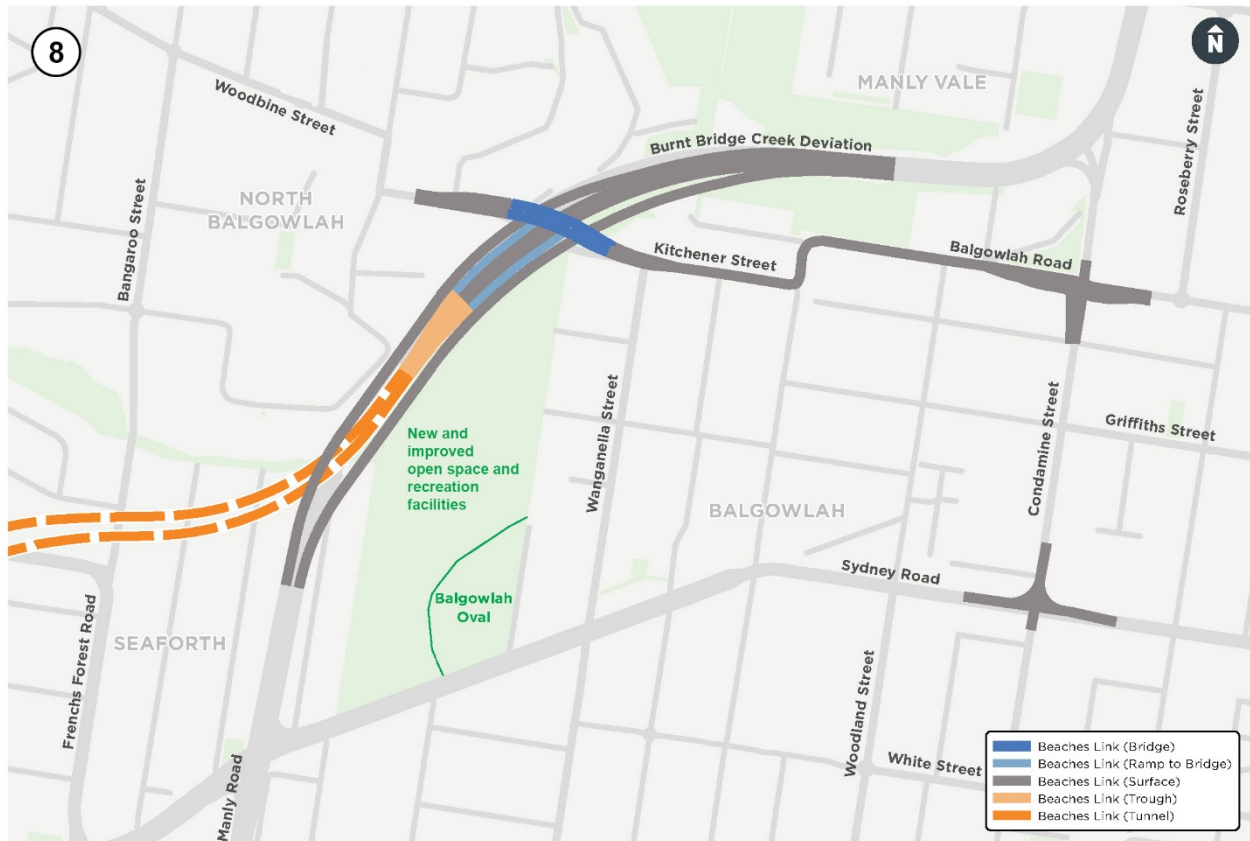 8
N
MANLY VALE
Woodbine Street
Burnt Bridge Creek Deviation
Roseberry Street
NORTH
BALGOWLAH
Bangaroo Street
Kitchener Street
Balgowlah Road
Wanganella Street
Condamine Street
Griffiths Street
New and
improved
open space and
recreation
facilities
BALGOWLAH
Sydney Road
Balgowlah
Oval
SEAFORTH
Frenchs Forest Road
Woodland Street
White Street
Manly Road
Beaches Link (Bridge)
Beaches Link (Ramp to Bridge)
Beaches Link (Surface)
Beaches Link (Trough)
Beaches Link (Tunnel)